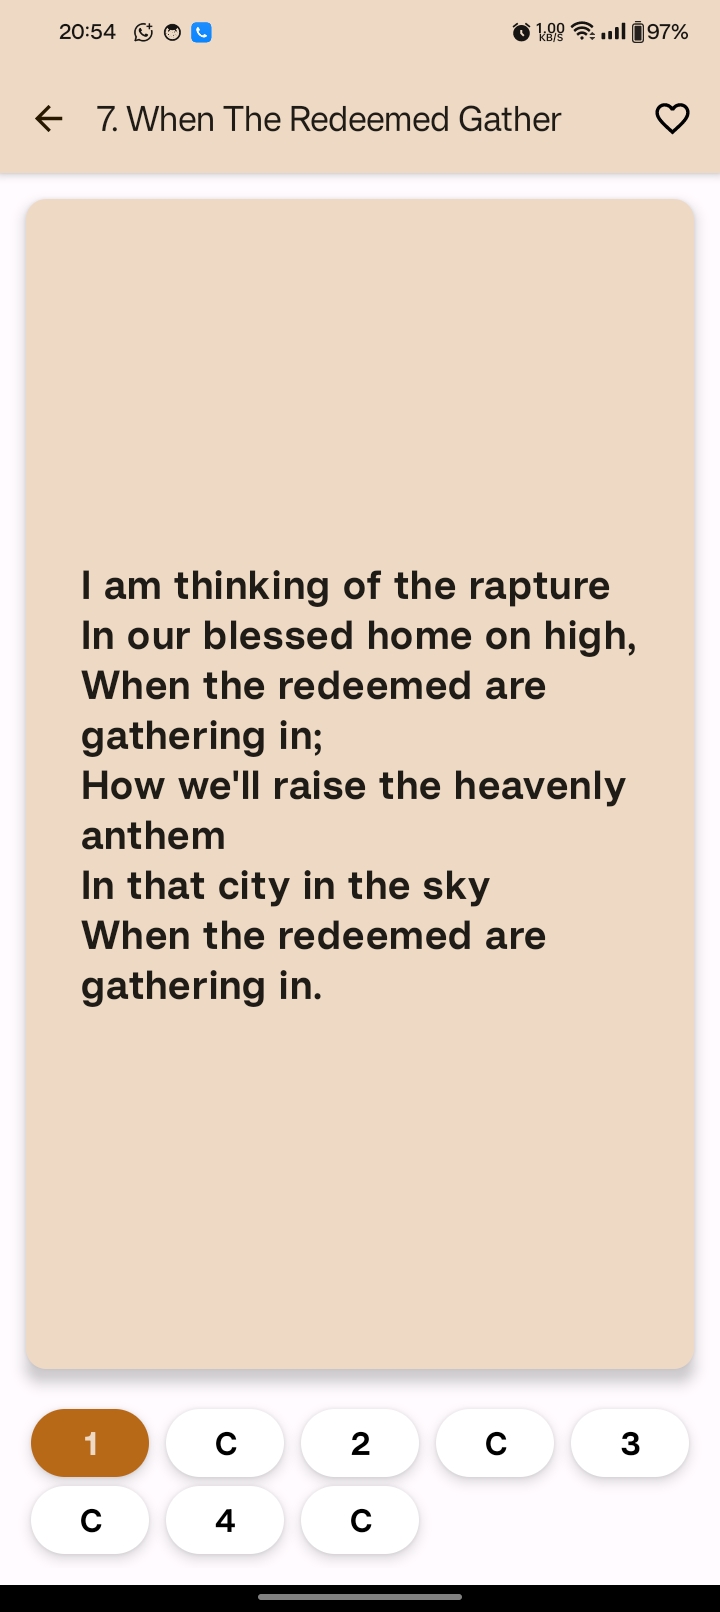 20:54
1.00
KB/S
97%
7. When The Redeemed Gather
I am thinking of the rapture
In our blessed home on high,
When the redeemed are
gathering in;
How we'll raise the heavenly
anthem
In that city in the sky
When the redeemed are
gathering in.
1 C 2 C 3
C 4 C